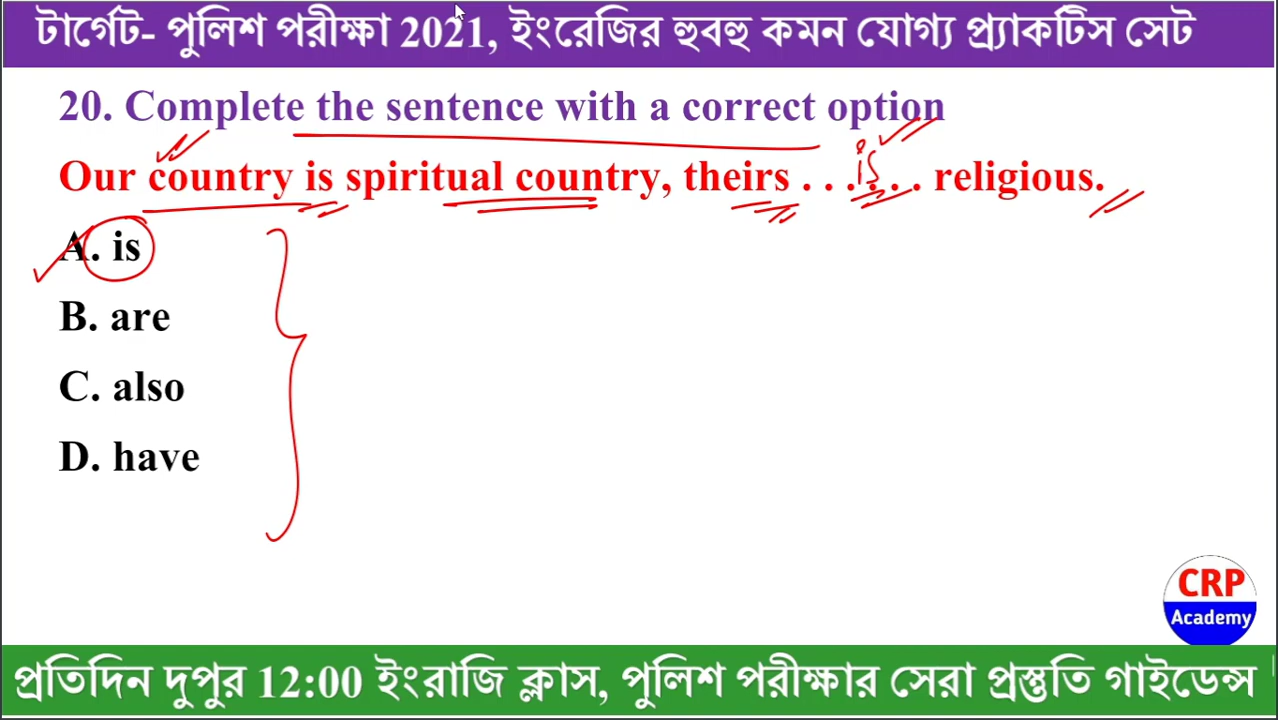 টার্গেট- পুলিশ পরীক্ষা 2021, ইংরেজির হুবহু কমন যোগ্য প্র্যাকটিস সেট
20. Complete the sentence with a correct option
is
Our country is spiritual country, theirs . . . . . . . religious.
A. is
B. are
C. also
D. have
CRP
Academy
প্রতিদিন দুপুর 12:00 ইংরাজি ক্লাস, পুলিশ পরীক্ষার সেরা প্রস্তুতি গাইডেন্স